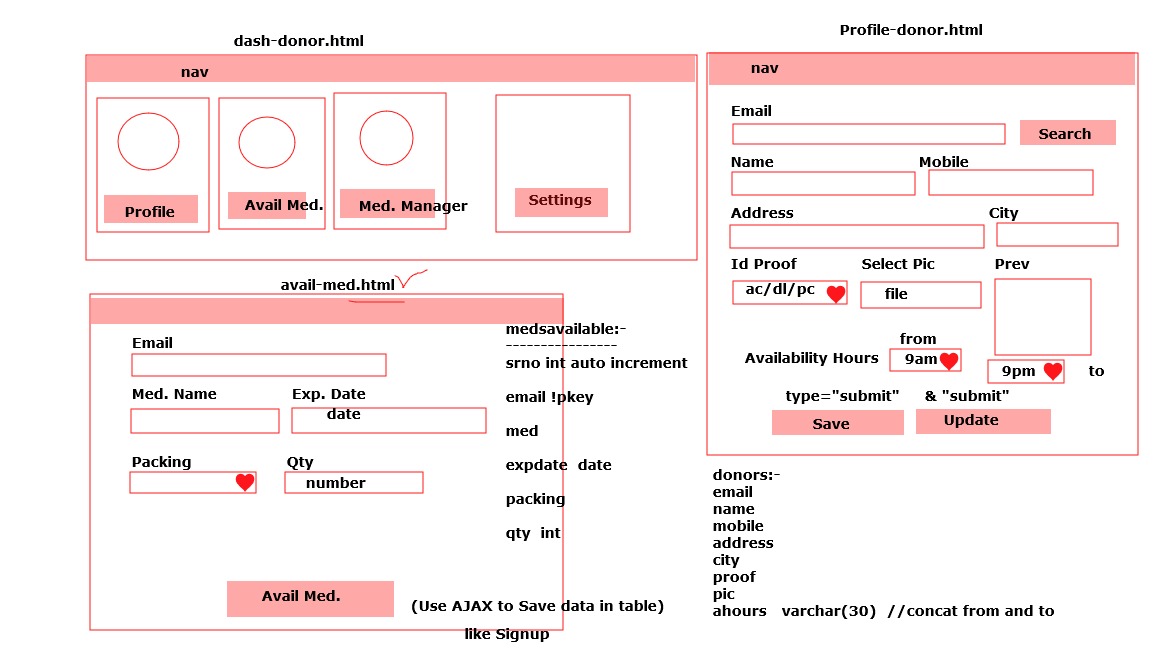 dash-donor.html
nav
Profile
Avail Med.
Med. Manager
Settings
avail-med.html
Email
Med. Name
Exp. Date
date
Packing
Qty
number
Avail Med.
(Use AJAX to Save data in table)
like Signup
medsavailable:-
----------------
srno int auto increment
email !pkey
med
expdate  date
packing
qty  int
Profile-donor.html
nav
Email
Search
Name
Mobile
Address
City
Id Proof
Select Pic
Prev
ac/dl/pc
file
from
Availability Hours
9am
9pm
to
type="submit"
& "submit"
Save
Update
donors:-
email
name
mobile
address
city
proof
pic
ahours   varchar(30)  //concat from and to